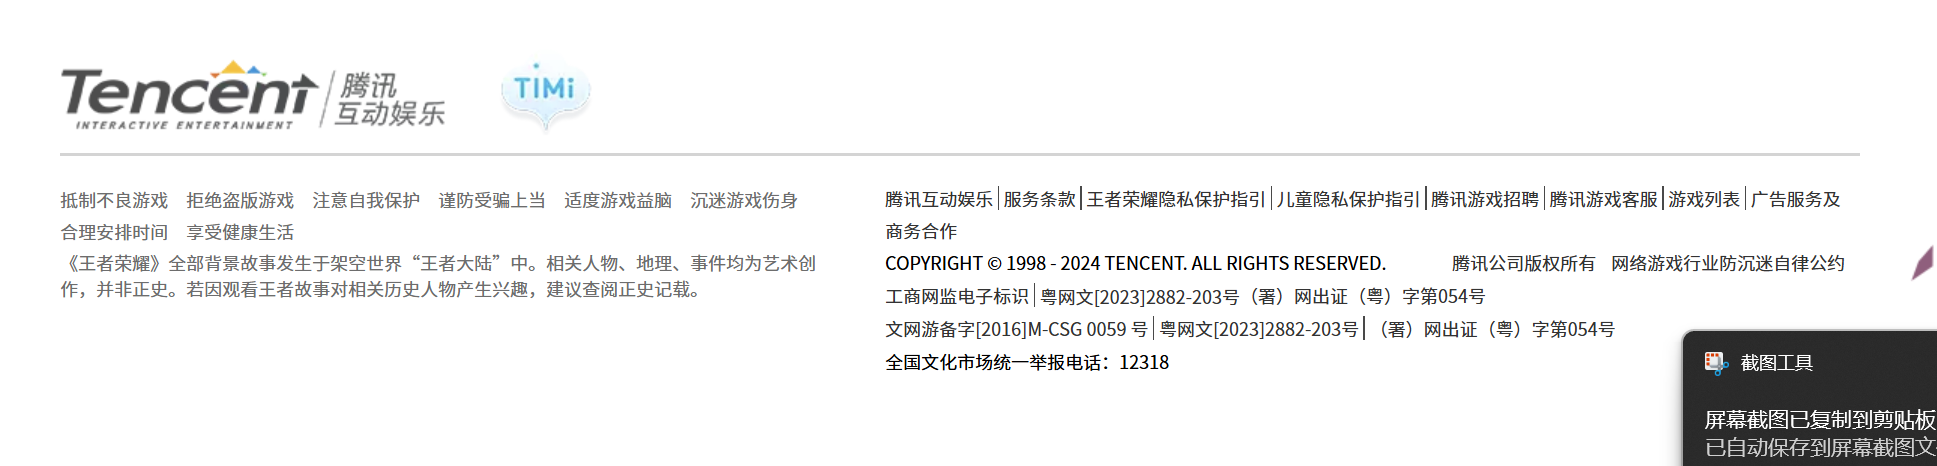 Tencent 腾讯
互动娱乐
INTERACTIVE ENTERTAINMENT
TiMi
抵制不良游戏 拒绝盗版游戏 注意自我保护 谨防受骗上当 适度游戏益脑 沉迷游戏伤身
合理安排时间 享受健康生活
《王者荣耀》全部背景故事发生于架空世界“王者大陆”中。相关人物、地理、事件均为艺术创
作，并非正史。若因观看王者故事对相关历史人物产生兴趣，建议查阅正史记载。
腾讯互动娱乐|服务条款|王者荣耀隐私保护指引|儿童隐私保护指引|腾讯游戏招聘|腾讯游戏客服|游戏列表|广告服务及
商务合作
COPYRIGHT © 1998 - 2024 TENCENT. ALL RIGHTS RESERVED. 腾讯公司版权所有 网络游戏行业防沉迷自律公约
工商网监电子标识|粤网文[2023]2882-203号（署）网出证（粤）字第054号
文网游备字[2016]M-CSG 0059 号|粤网文[2023]2882-203号|（署）网出证（粤）字第054号
全国文化市场统一举报电话：12318
截图工具
屏幕截图已复制到剪贴板
已自动保存到屏幕截图文